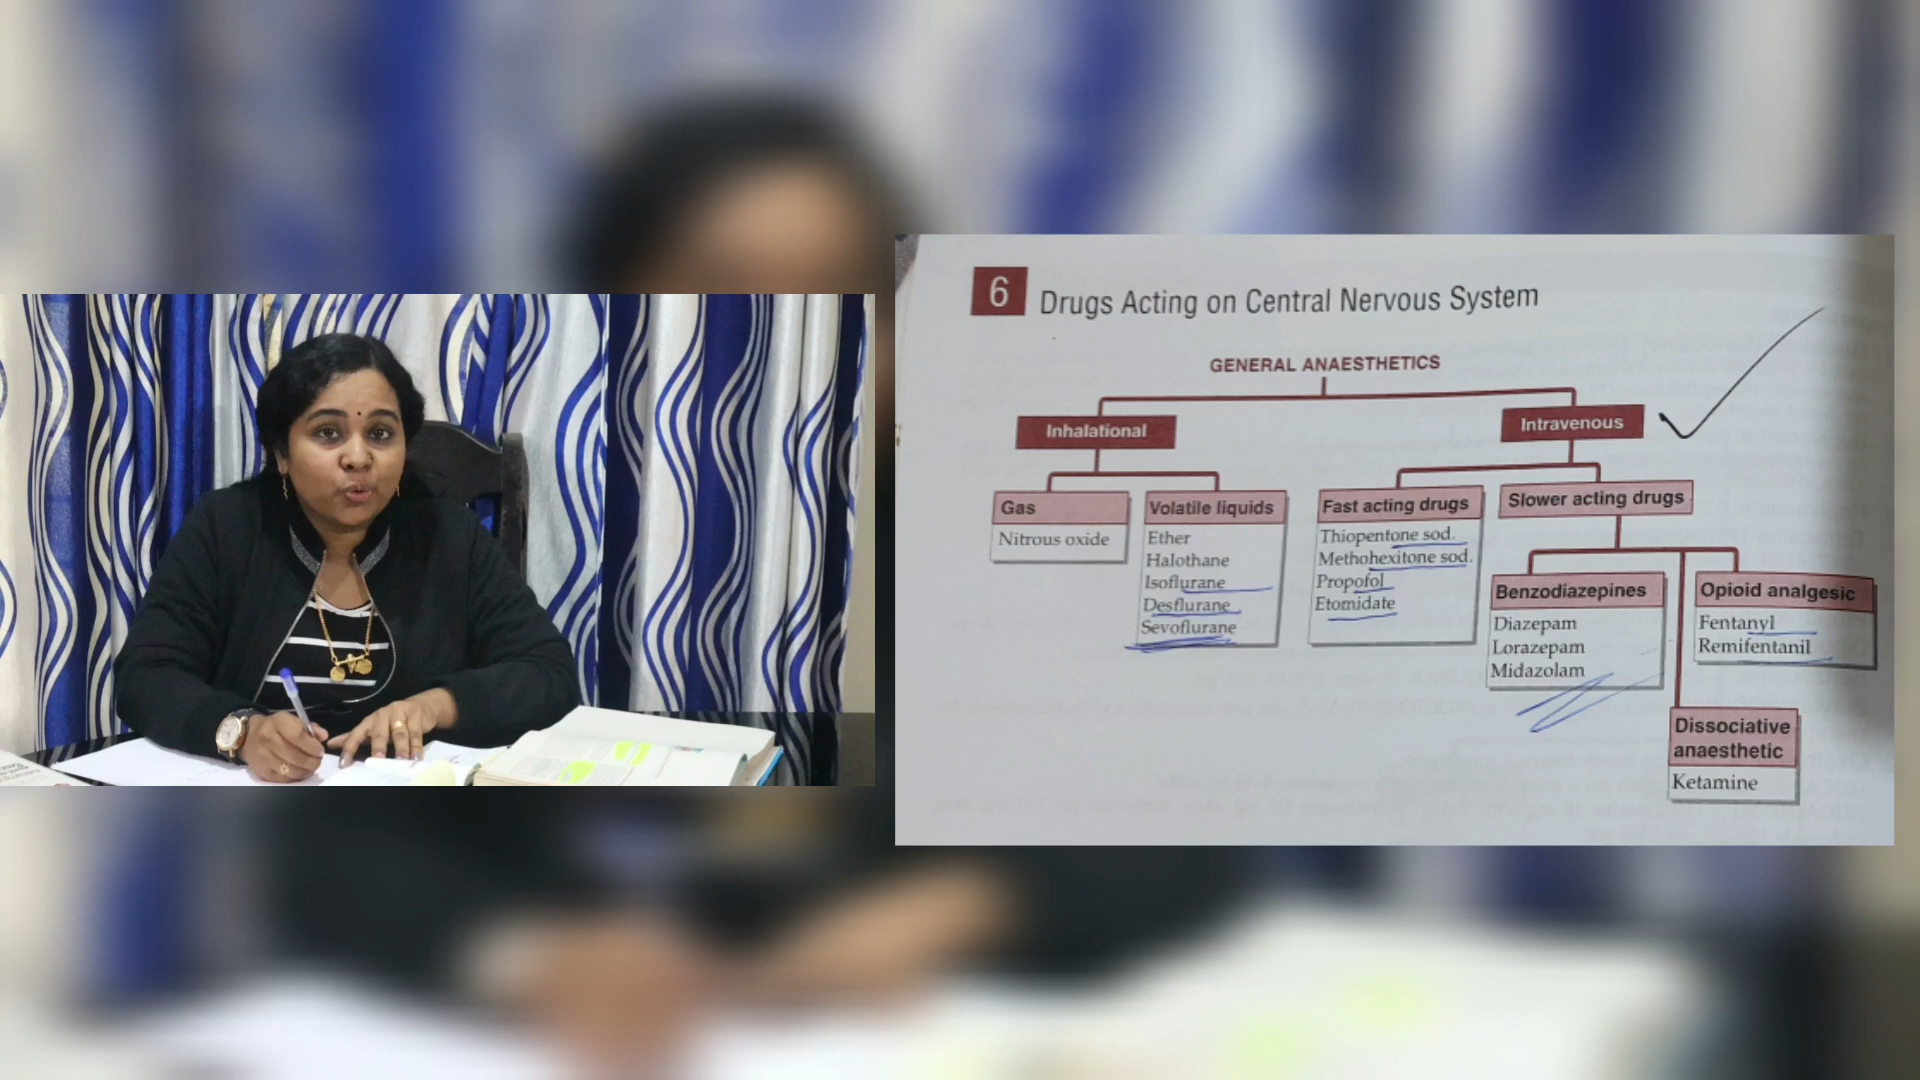 6
Drugs Acting on Central Nervous System
GENERAL ANAESTHETICS
Inhalational
Intravenous
Gas
Nitrous oxide
Volatile liquids
Ether
Halothane
Isoflurane
Desflurane
Sevoflurane
Fast acting drugs
Thiopentone sod.
Methohexitone sod.
Propofol
Etomidate
Slower acting drugs
Benzodiazepines
Diazepam
Lorazepam
Midazolam
Opioid analgesic
Fentanyl
Remifentanil
Dissociative
anaesthetic
Ketamine